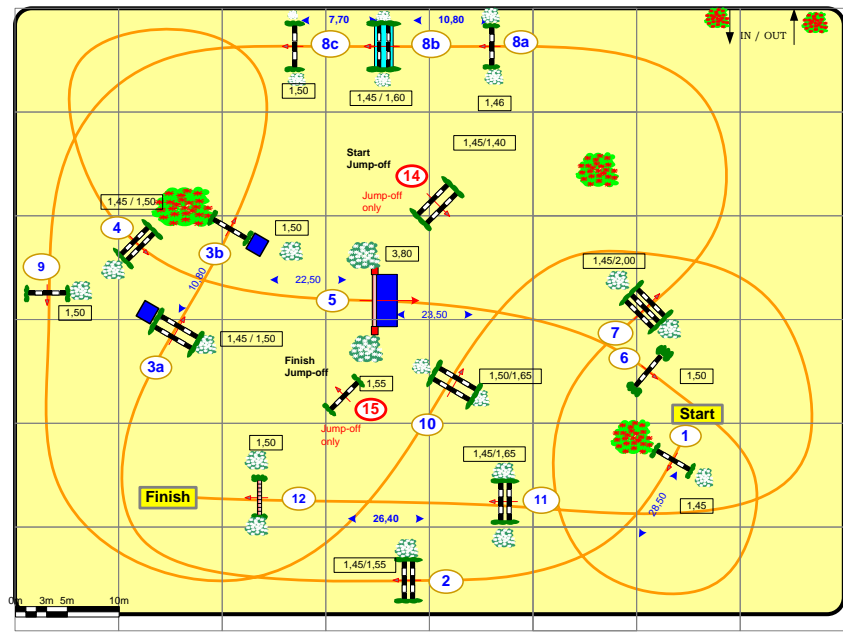 7,70
10,80
8c
8b
8a
IN / OUT
1,50
1,45 / 1,60
1,46
1,45/1,40
Start
Jump-off
14
Jump-off
only
1,45 / 1,50
4
3b
1,50
3,80
1,45/2,00
9
10,80
22,50
5
23,50
7
6
1,50
1,45 / 1,50
3a
Finish
Jump-off
1,55
15
Jump-off
only
1,50/1,65
1,50
10
Start
1
1,50
1,45/1,65
Finish
12
11
28,50
1,45
26,40
1,45/1,55
2
0m 3m 5m 10m